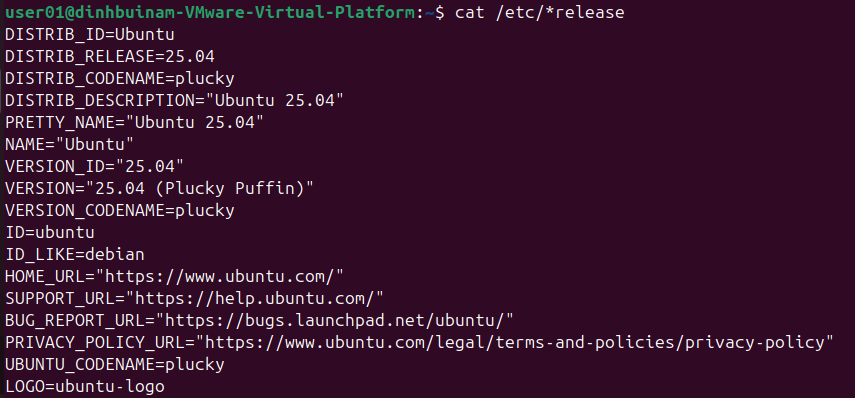 user01@dinhbuinam-VMware-Virtual-Platform:~$ cat /etc/*release
DISTRIB_ID=Ubuntu
DISTRIB_RELEASE=25.04
DISTRIB_CODENAME=plucky
DISTRIB_DESCRIPTION="Ubuntu 25.04"
PRETTY_NAME="Ubuntu 25.04"
NAME="Ubuntu"
VERSION_ID="25.04"
VERSION="25.04 (Plucky Puffin)"
VERSION_CODENAME=plucky
ID=ubuntu
ID_LIKE=debian
HOME_URL="https://www.ubuntu.com/"
SUPPORT_URL="https://help.ubuntu.com/"
BUG_REPORT_URL="https://bugs.launchpad.net/ubuntu/"
PRIVACY_POLICY_URL="https://www.ubuntu.com/legal/terms-and-policies/privacy-policy"
UBUNTU_CODENAME=plucky
LOGO=ubuntu-logo